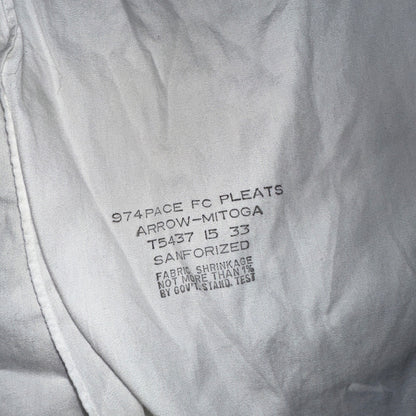 974PACE FC PLEATS
ARROW-MITOGA
T5437 15 33
SANFORIZED
FABRIC SHRINKAGE
NOT MORE THAN 1%
BY GOV'T. STAND. TEST